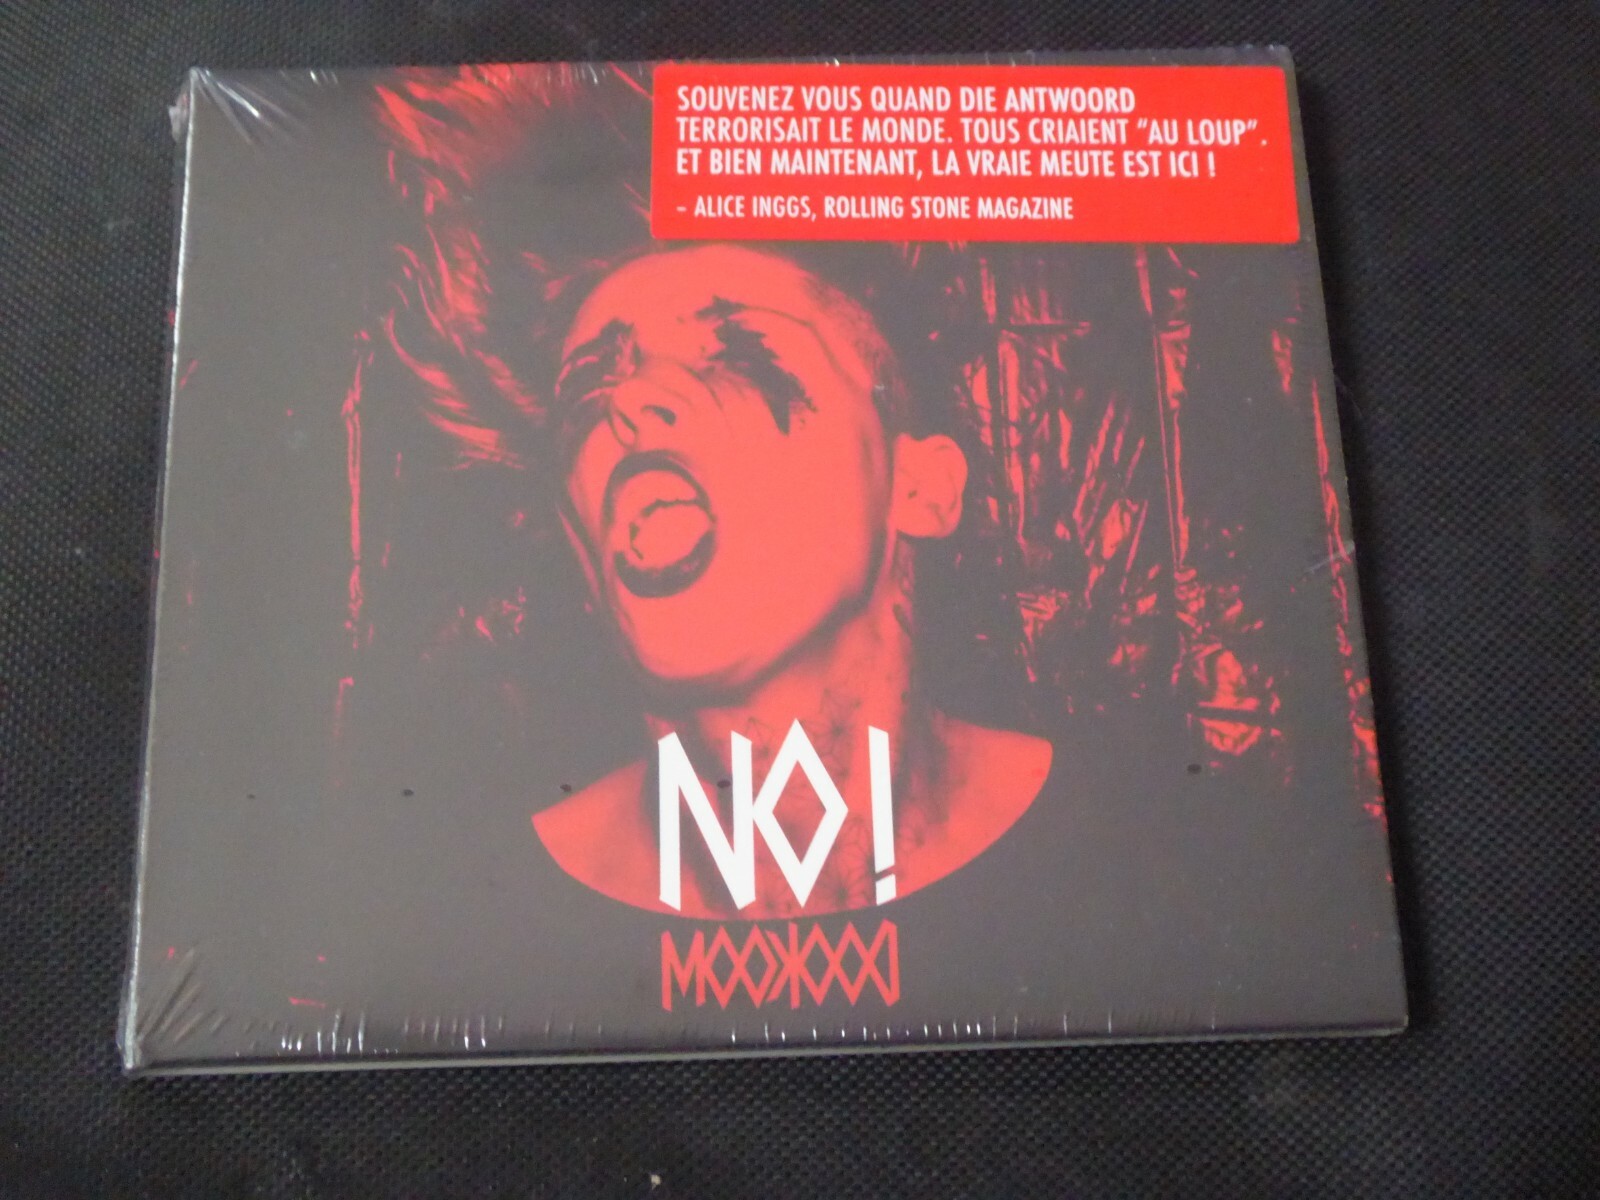 SOUVENEZ VOUS QUAND DIE ANTWOORD
TERRORISAIT LE MONDE. TOUS CRIAIENT “AU LOUP”.
ET BIEN MAINTENANT, LA VRAIE MEUTE EST ICI !
– ALICE INGGS, ROLLING STONE MAGAZINE
NO!